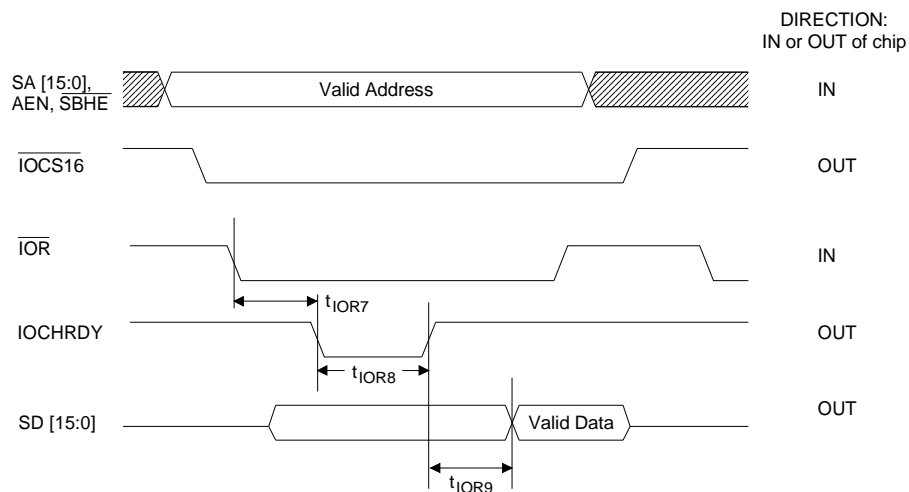 DIRECTION:
IN or OUT of chip
SA [15:0],
AEN, SBHE
Valid Address
IN
IOCS16
OUT
IOR
IN
tIOR7
IOCHRDY
OUT
tIOR8
SD [15:0]
Valid Data
OUT
tIOR9